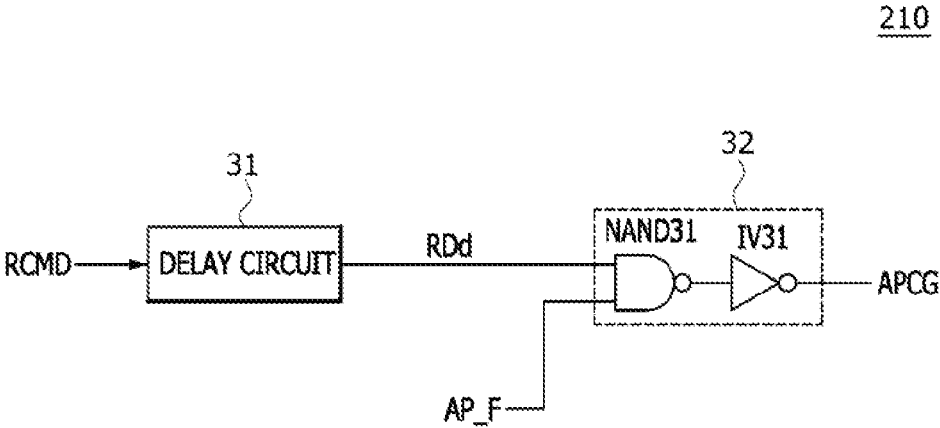 210
31
32
NAND31
IV31
RCMD
DELAY CIRCUIT
RDd
APCG
AP_F